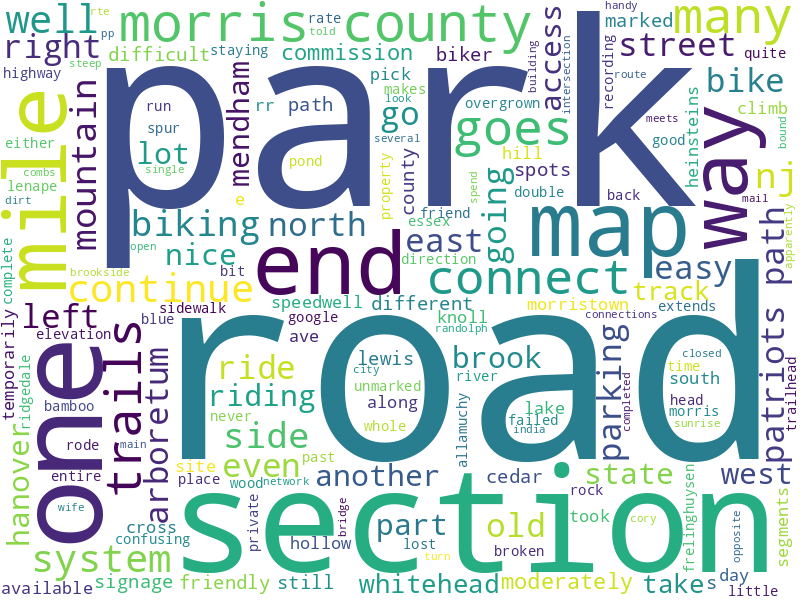 rte
well
pp
rate
told
morris county
handy
marked
many
right
difficult
staying
commission
biker
access
building
intersection
recording
street
quite
highway
steep
rr
path
pick
makes
look
route
bike
mile
mountain
park
run
spur
mendham
go
overgrown
goes
several
meets
good
climb
heinsteins
bound
either
combs
lenape
dirt
lot
single
pond
property
county
hill
spots
double
back
way
mail
nj
apparently
e
biking
north
essex
friend
going
map
open
nice
end
east
direction
spend
easy
path
complete
brookside
bit
continue
connect
track
left
sidewalk
speedwell
different
knoll
morristown
extends
temporarily
elevation
blue
google
ave
randolph
connections
trailhead
one
trails
arboretum
ride
road
lewis
brook
parking
completed
closed
time
patriots
ridgedale
bamboo
city
unmarked
river
south
riding
along
lake
head
morris
hanover
rode
never
side
whole
allamuchy
failed
india
sunrise
main
past
entire
site
even
another
cedar
state
west
place
wood
network
rock
frelinghuysen
segments
wife
cross
private
section
bridge
part
old
took
cory
opposite
confusing
hollow
lost
broken
turn
system
available
signage
friendly
still
whitehead
moderately
takes
day
little